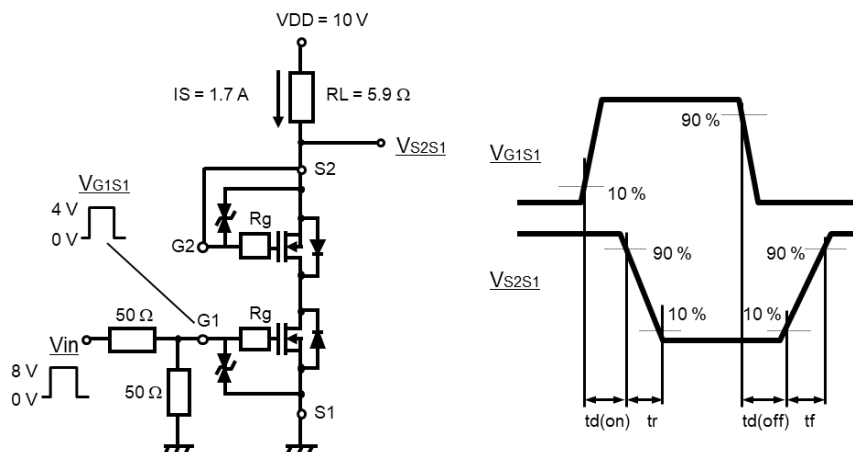 VDD = 10 V
IS = 1.7 A
RL = 5.9 Ω
VS2S1
S2
VG1S1
4 V
0 V
Rg
G2
Rg
G1
50 Ω
Vin
8 V
0 V
50 Ω
S1
90 %
VG1S1
10 %
90 %
90 %
VS2S1
10 %
10 %
td(on)
tr
td(off)
tf